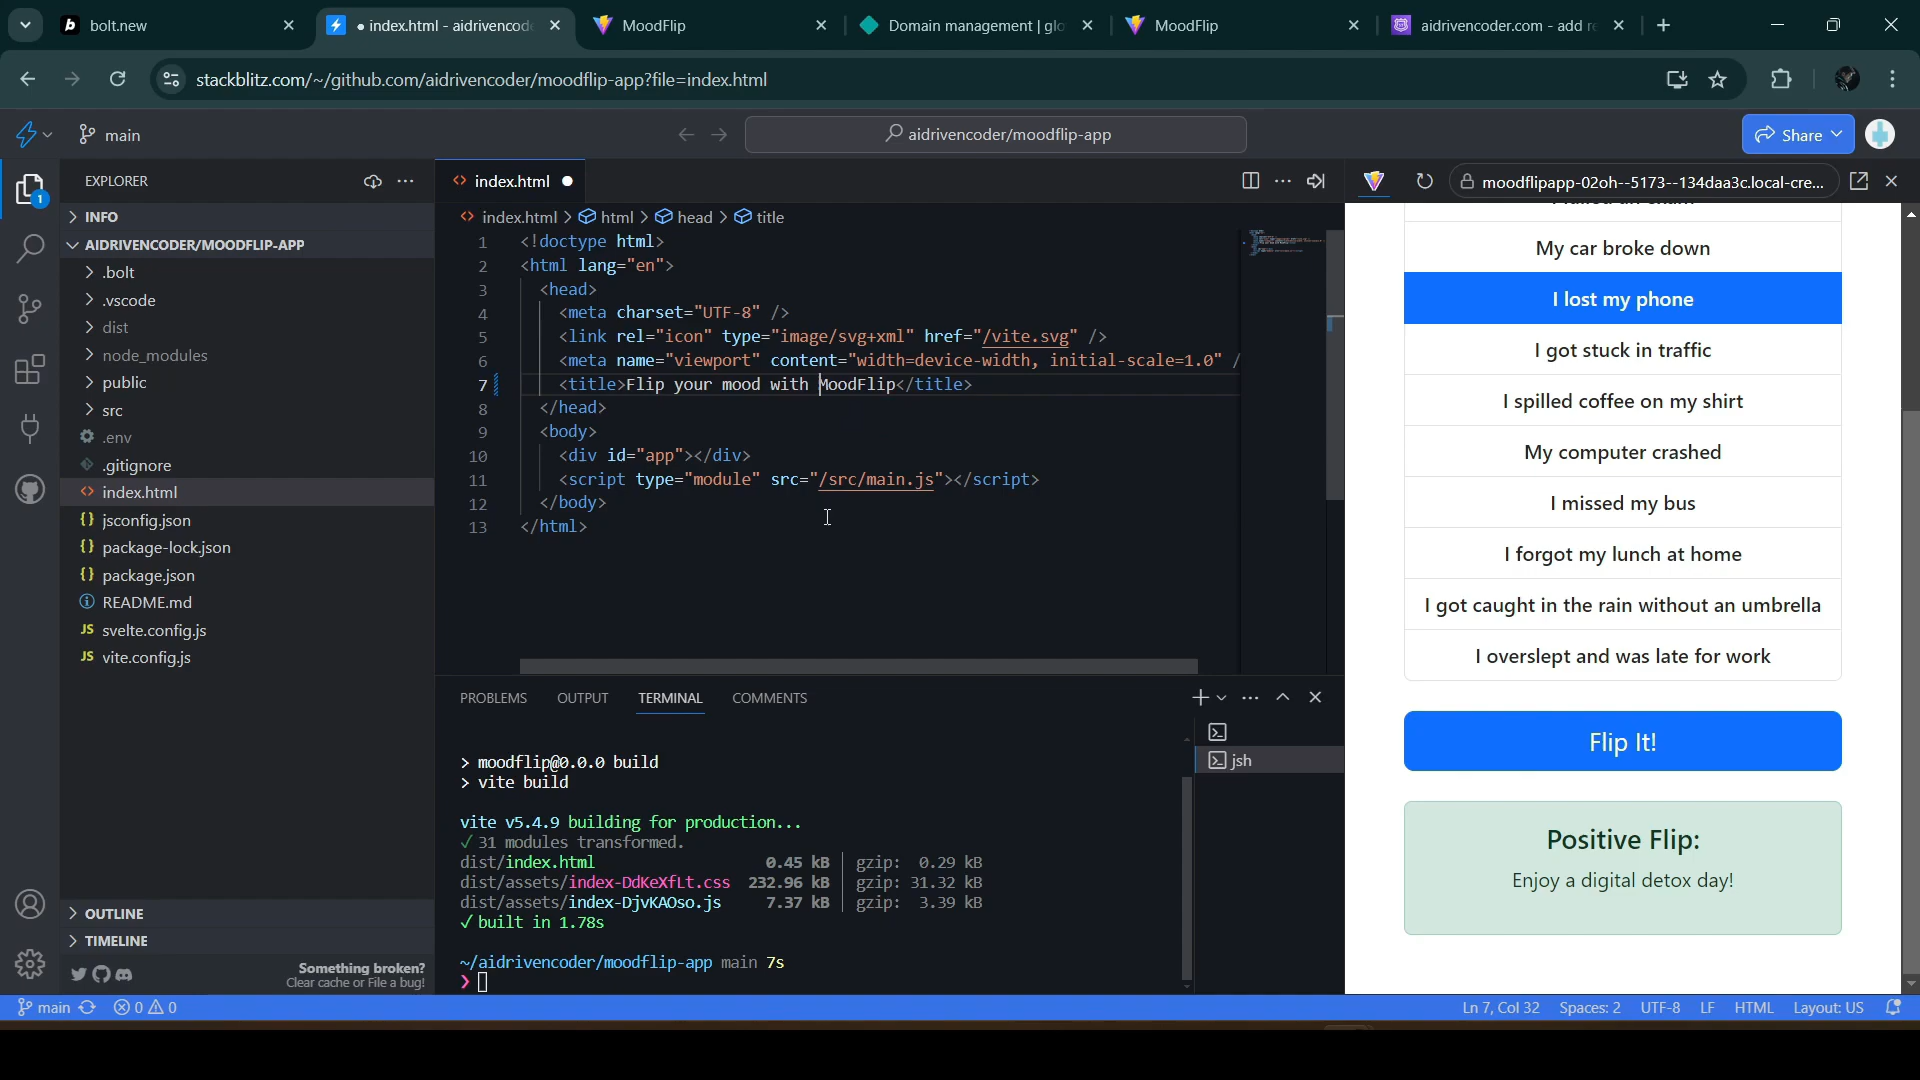 bolt.new
index.html - aidrivencode
MoodFlip
Domain management | glo
MoodFlip
aidrivencoder.com - add re
stackblitz.com/~/github.com/aidrivencoder/moodflip-app?file=index.html
main
aidrivencoder/moodflip-app
Share
EXPLORER
INFO
AIDRIVENCODER/MOODFLIP-APP
.bolt
.vscode
dist
node_modules
public
src
.env
.gitignore
index.html
jsconfig.json
package-lock.json
package.json
README.md
svelte.config.js
vite.config.js
OUTLINE
TIMELINE
Something broken?
Clear cache or File a bug!
1
index.html
index.html > html > head > title
1 <!doctype html>
2 <html lang="en">
3 <head>
4 <meta charset="UTF-8" />
5 <link rel="icon" type="image/svg+xml" href="/vite.svg" />
6 <meta name="viewport" content="width=device-width, initial-scale=1.0" /
7 <title>Flip your mood with MoodFlip</title>
8 </head>
9 <body>
10 <div id="app"></div>
11 <script type="module" src="/src/main.js"></script>
12 </body>
13 </html>
PROBLEMS
OUTPUT
TERMINAL
COMMENTS
jsh
> moodflip@0.0.0 build
> vite build
vite v5.4.9 building for production...
✓ 31 modules transformed.
dist/index.html 0.45 kB │ gzip: 0.29 kB
dist/assets/index-DdKeXfLt.css 232.96 kB │ gzip: 31.32 kB
dist/assets/index-DjvKAOso.js 7.37 kB │ gzip: 3.39 kB
✓ built in 1.78s
~/aidrivencoder/moodflip-app main 7s
❯
moodflipapp-02oh--5173--134daa3c.local-cre...
My car broke down
I lost my phone
I got stuck in traffic
I spilled coffee on my shirt
My computer crashed
I missed my bus
I forgot my lunch at home
I got caught in the rain without an umbrella
I overslept and was late for work
Flip It!
Positive Flip:
Enjoy a digital detox day!
main
0
0
Ln 7, Col 32
Spaces: 2
UTF-8
LF
HTML
Layout: US